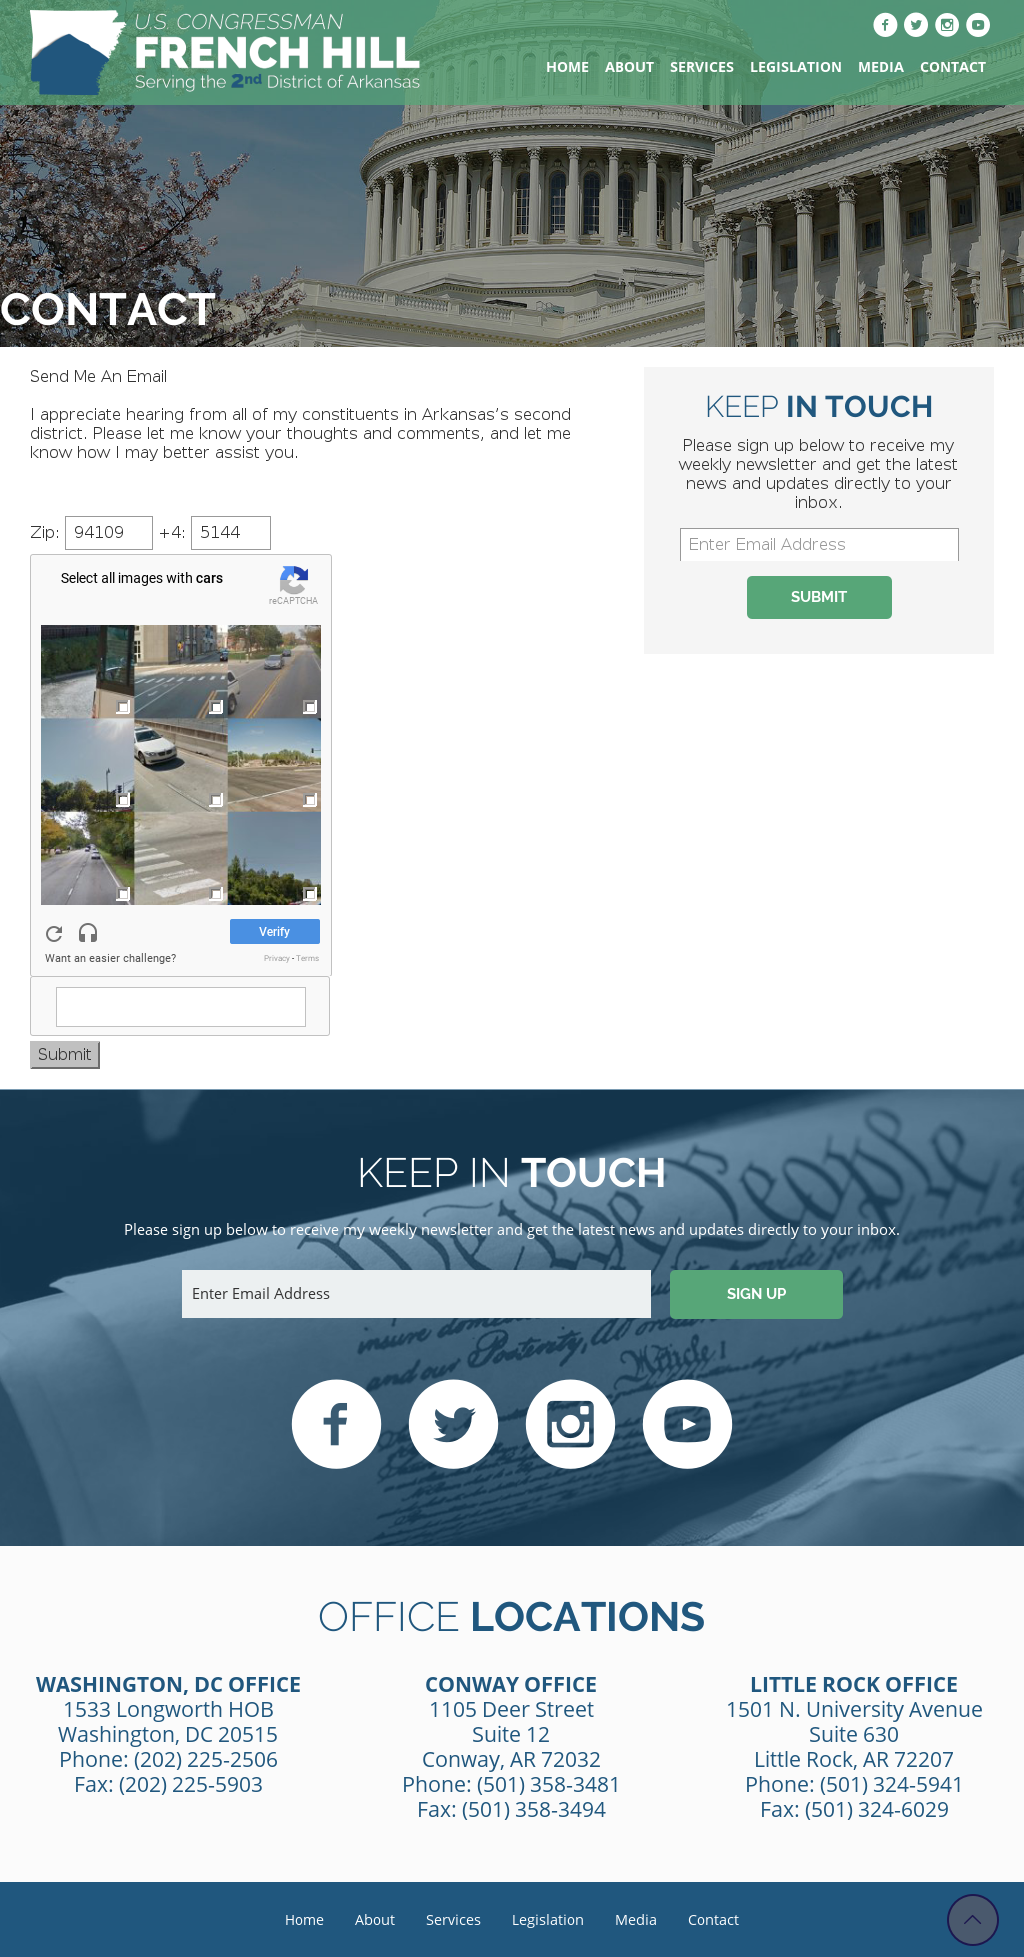 U.S. CONGRESSMAN
FRENCH HILL
Serving the 2nd District of Arkansas
HOME ABOUT SERVICES LEGISLATION MEDIA CONTACT
CONTACT
Send Me An Email
I appreciate hearing from all of my constituents in Arkansas's second
district. Please let me know your thoughts and comments, and let me
know how I may better assist you.
Zip: 94109 +4: 5144
Select all images with cars
reCAPTCHA
Verify
Want an easier challenge?
Privacy - Terms
Submit
KEEP IN TOUCH
Please sign up below to receive my
weekly newsletter and get the latest
news and updates directly to your
inbox.
Enter Email Address
SUBMIT
KEEP IN TOUCH
Please sign up below to receive my weekly newsletter and get the latest news and updates directly to your inbox.
Enter Email Address
SIGN UP
insure domestic
and our Posterity,
Article I
OFFICE LOCATIONS
WASHINGTON, DC OFFICE
1533 Longworth HOB
Washington, DC 20515
Phone: (202) 225-2506
Fax: (202) 225-5903
CONWAY OFFICE
1105 Deer Street
Suite 12
Conway, AR 72032
Phone: (501) 358-3481
Fax: (501) 358-3494
LITTLE ROCK OFFICE
1501 N. University Avenue
Suite 630
Little Rock, AR 72207
Phone: (501) 324-5941
Fax: (501) 324-6029
Home About Services Legislation Media Contact